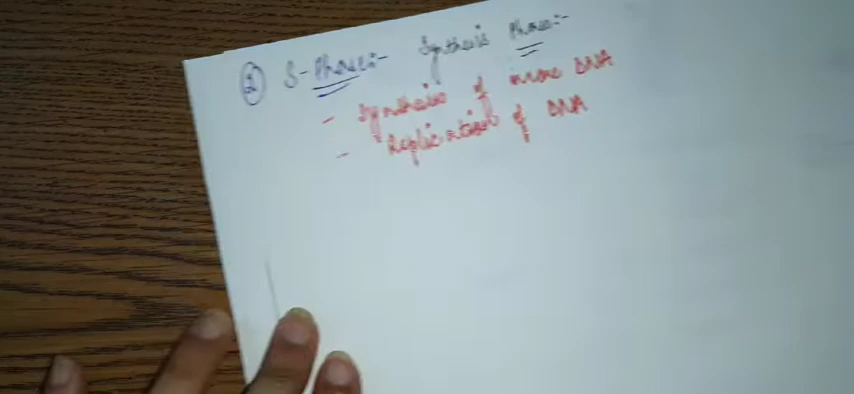 ② S-Phase:- Synthesis Phase:-
- Synthesis of more DNA
- Replication of DNA